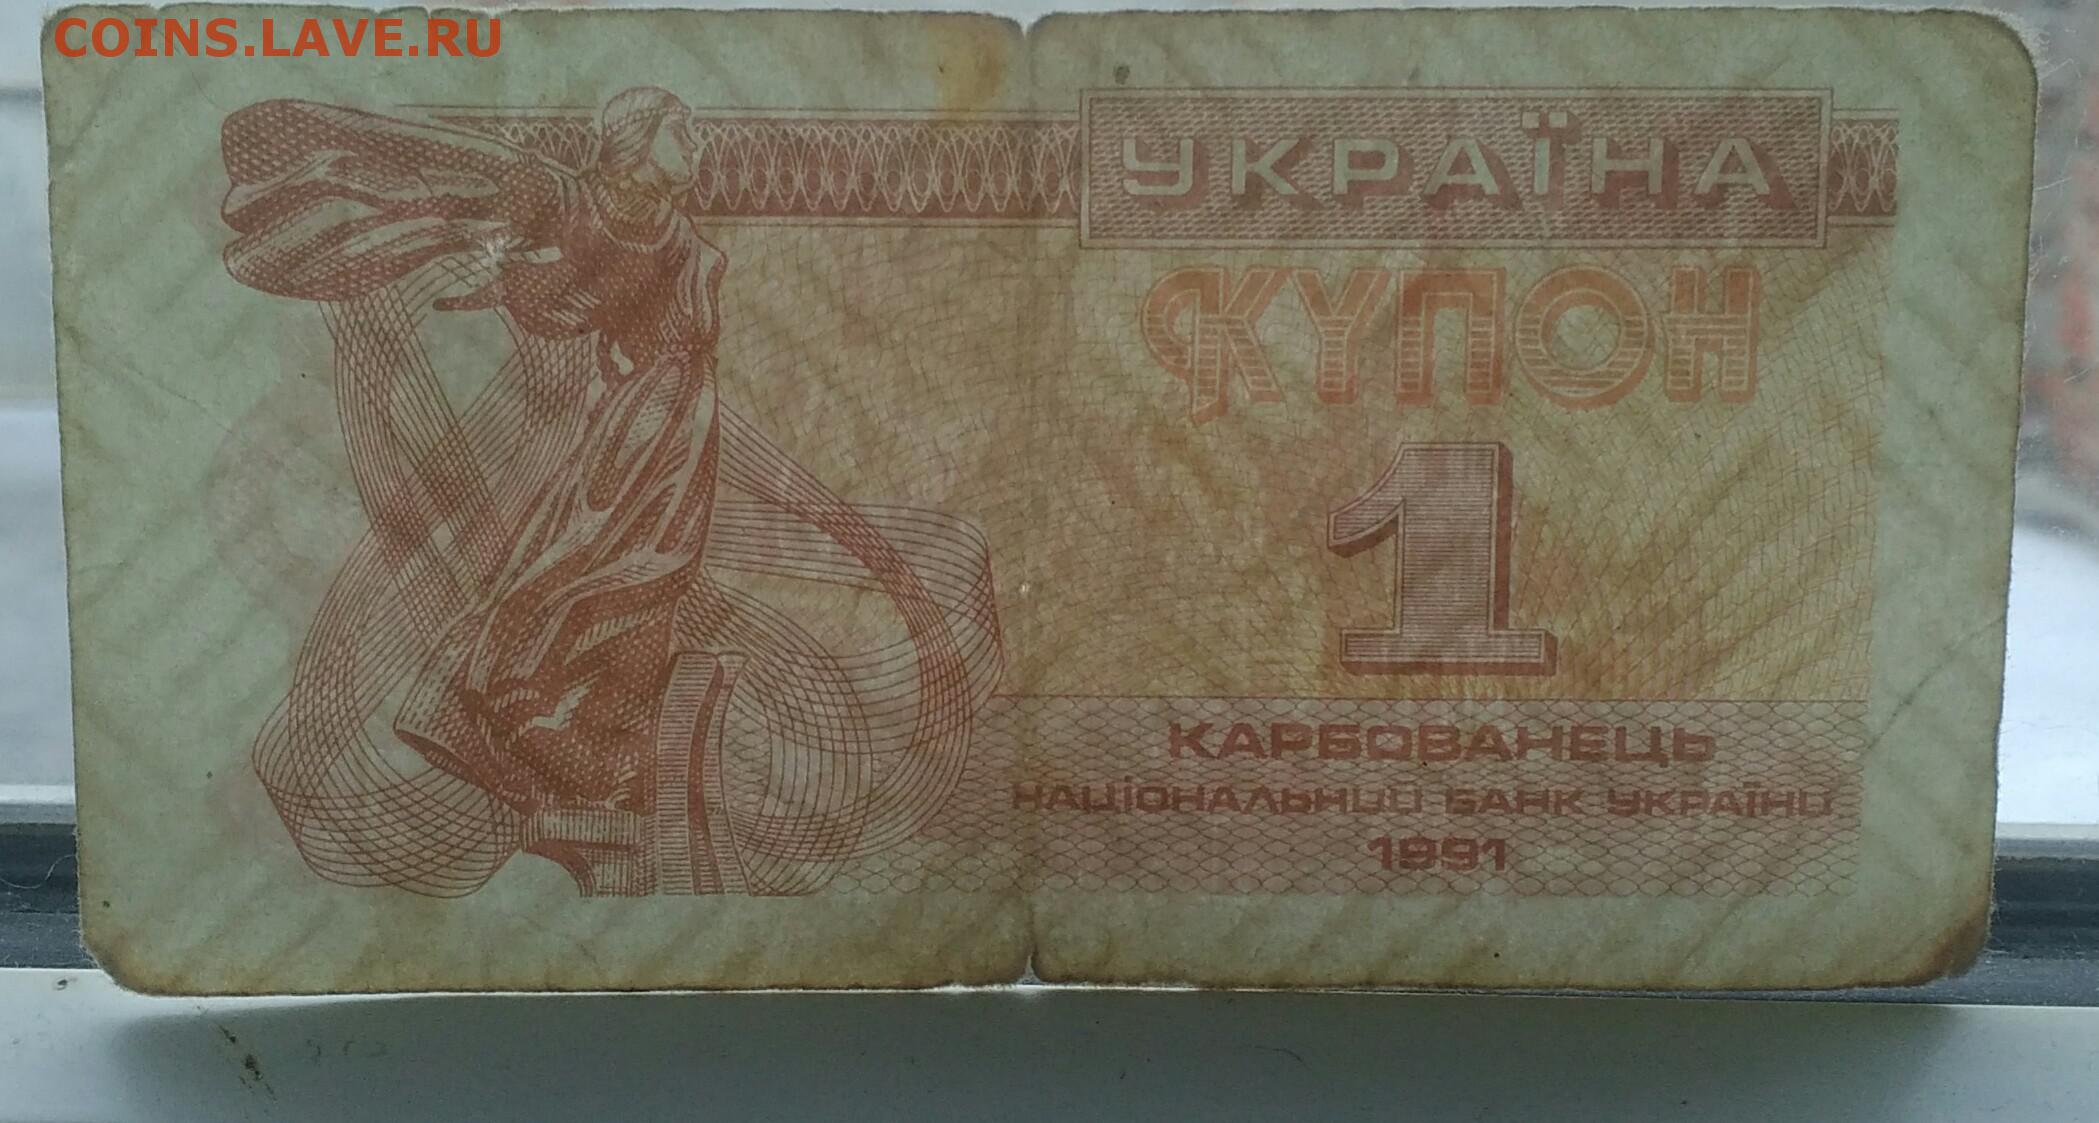 COINS.LAVE.RU
УКРАЇНА
КУПОН
1
КАРБОВАНЕЦЬ
НАЦІОНАЛЬНИЙ БАНК УКРАЇНИ
1991